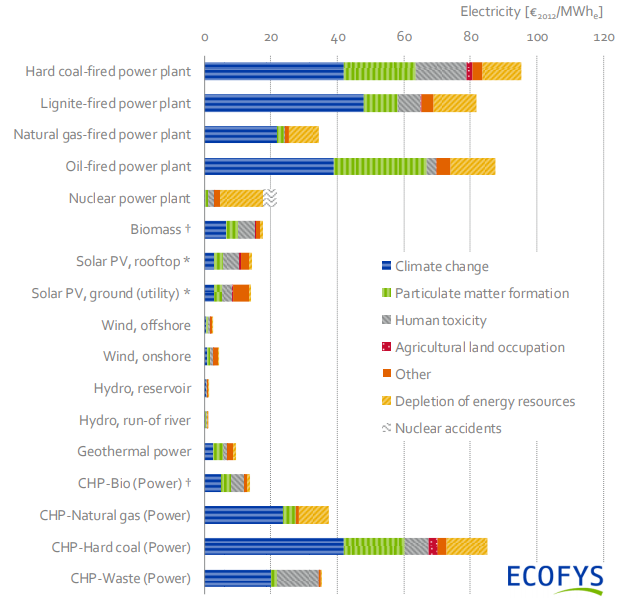 Electricity [€2012/MWhe]
0 20 40 60 80 100 120
Hard coal-fired power plant
Lignite-fired power plant
Natural gas-fired power plant
Oil-fired power plant
Nuclear power plant
Biomass †
Solar PV, rooftop *
Solar PV, ground (utility) *
Wind, offshore
Wind, onshore
Hydro, reservoir
Hydro, run-of river
Geothermal power
CHP-Bio (Power) †
CHP-Natural gas (Power)
CHP-Hard coal (Power)
CHP-Waste (Power)
Climate change
Particulate matter formation
Human toxicity
Agricultural land occupation
Other
Depletion of energy resources
Nuclear accidents
ECOFYS